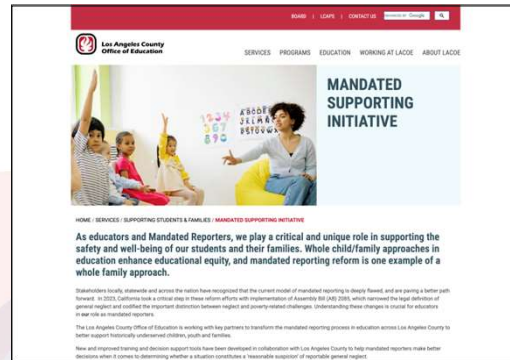 BOARD | LCAPS | CONTACT US Google
Los Angeles County
Office of Education
SERVICES PROGRAMS EDUCATION WORKING AT LACOE ABOUT LACOE
MANDATED
SUPPORTING
INITIATIVE
1 2 3 4
5 6 7
8 9 0
HOME / SERVICES / SUPPORTING STUDENTS & FAMILIES / MANDATED SUPPORTING INITIATIVE
As educators and Mandated Reporters, we play a critical and unique role in supporting the
safety and well-being of our students and their families. Whole child/family approaches in
education enhance educational equity, and mandated reporting reform is one example of a
whole family approach.
Stakeholders locally, statewide and across the nation have recognized that the current model of mandated reporting is deeply flawed, and are paving a better path
forward. In 2023, California took a critical step in these reform efforts with implementation of Assembly Bill (AB) 2085, which narrowed the legal definition of
general neglect and codified the important distinction between neglect and poverty-related challenges. Understanding these changes is crucial for educators
in our role as mandated reporters.
The Los Angeles County Office of Education is working with key partners to transform the mandated reporting process in education across Los Angeles County to
better support historically underserved children, youth and families.
New and improved training and decision support tools have been developed in collaboration with Los Angeles County to help mandated reporters make better
decisions when it comes to determining whether a situation constitutes a 'reasonable suspicion' of reportable general neglect